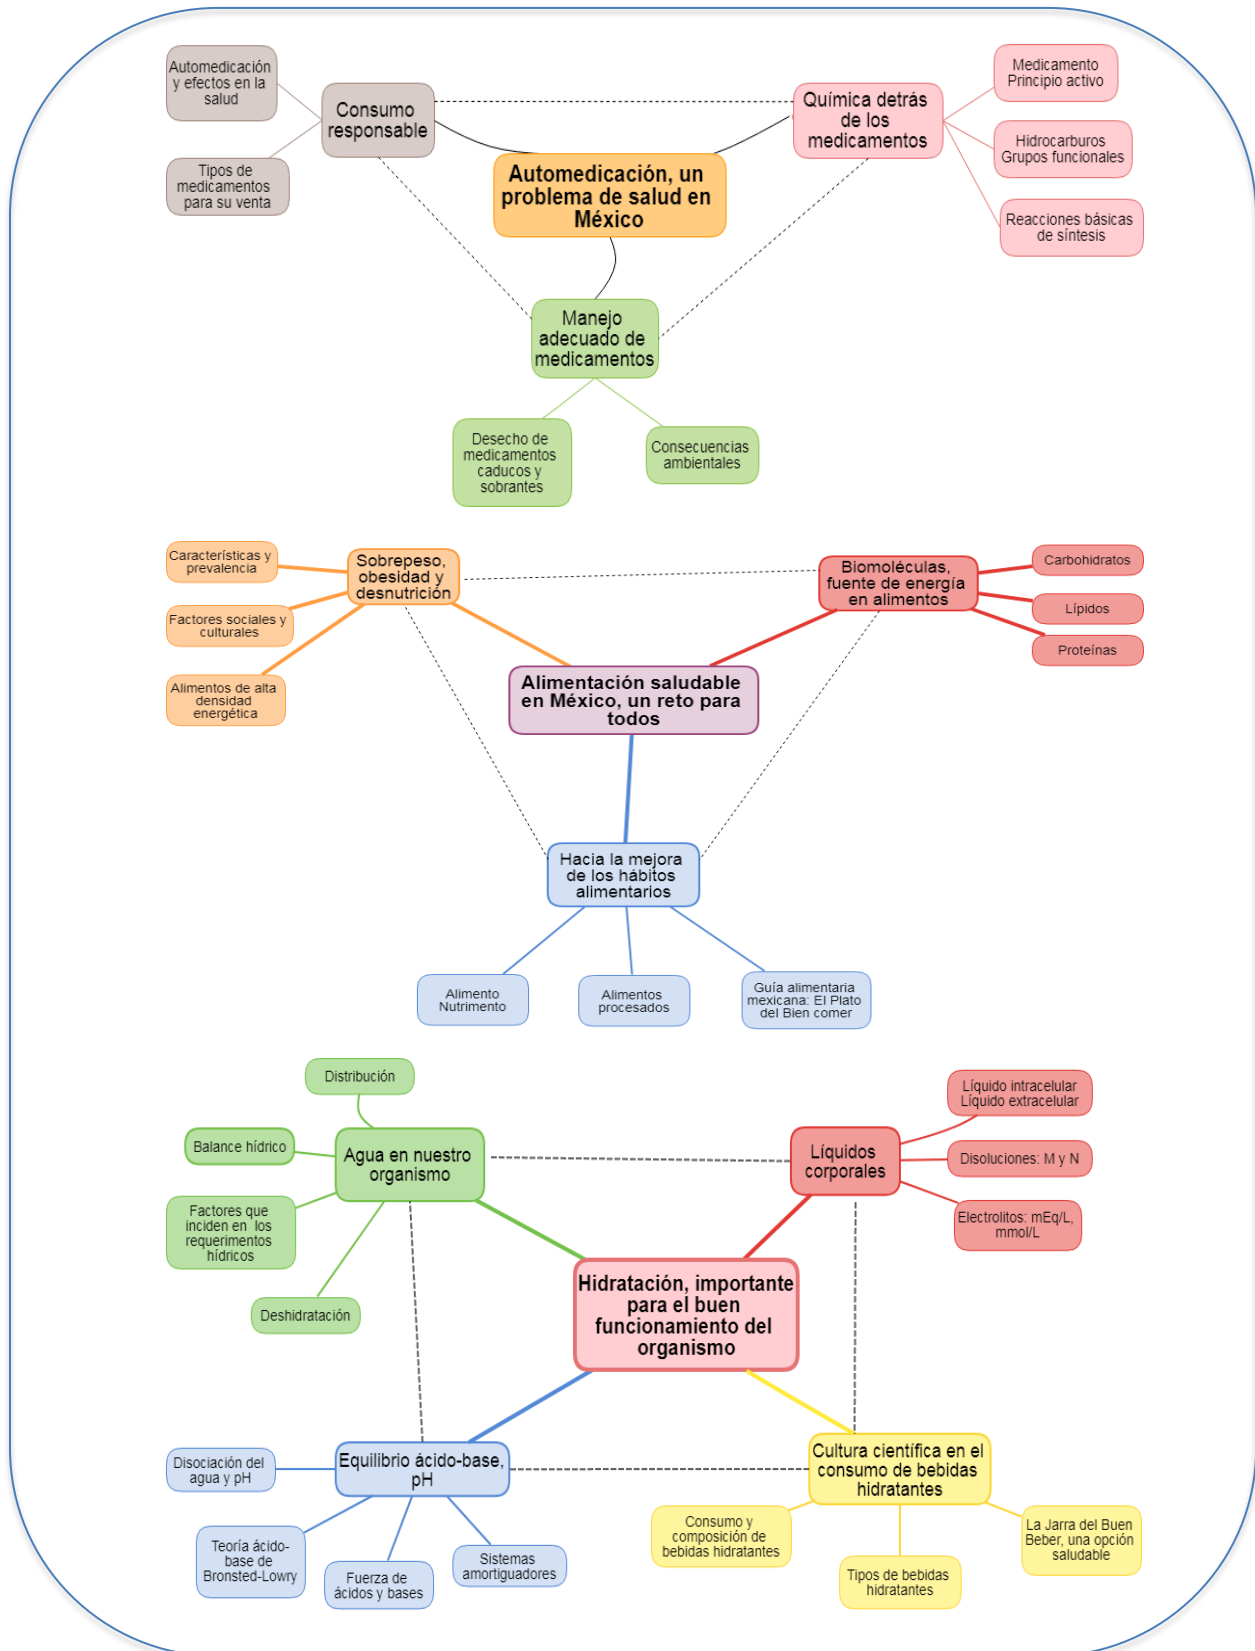 Automedicación
y efectos en la
salud
Consumo
responsable
Tipos de
medicamentos
para su venta
Automedicación, un
problema de salud en
México
Química detrás
de los
medicamentos
Medicamento
Principio activo
Hidrocarburos
Grupos funcionales
Reacciones básicas
de síntesis
Manejo
adecuado de
medicamentos
Desecho de
medicamentos
caducos y
sobrantes
Consecuencias
ambientales
Características y
prevalencia
Sobrepeso,
obesidad y
desnutrición
Factores sociales y
culturales
Alimentos de alta
densidad
energética
Biomoléculas,
fuente de energía
en alimentos
Carbohidratos
Lípidos
Proteínas
Alimentación saludable
en México, un reto para
todos
Hacia la mejora
de los hábitos
alimentarios
Alimento
Nutrimento
Alimentos
procesados
Guía alimentaria
mexicana: El Plato
del Bien comer
Distribución
Balance hídrico
Agua en nuestro
organismo
Factores que
inciden en los
requerimentos
hídricos
Deshidratación
Líquidos
corporales
Líquido intracelular
Líquido extracelular
Disoluciones: M y N
Electrolitos: mEq/L,
mmol/L
Hidratación, importante
para el buen
funcionamiento del
organismo
Disociación del
agua y pH
Equilibrio ácido-base,
pH
Teoría ácido-
base de
Bronsted-Lowry
Fuerza de
ácidos y bases
Sistemas
amortiguadores
Cultura científica en el
consumo de bebidas
hidratantes
Consumo y
composición de
bebidas hidratantes
Tipos de bebidas
hidratantes
La Jarra del Buen
Beber, una opción
saludable